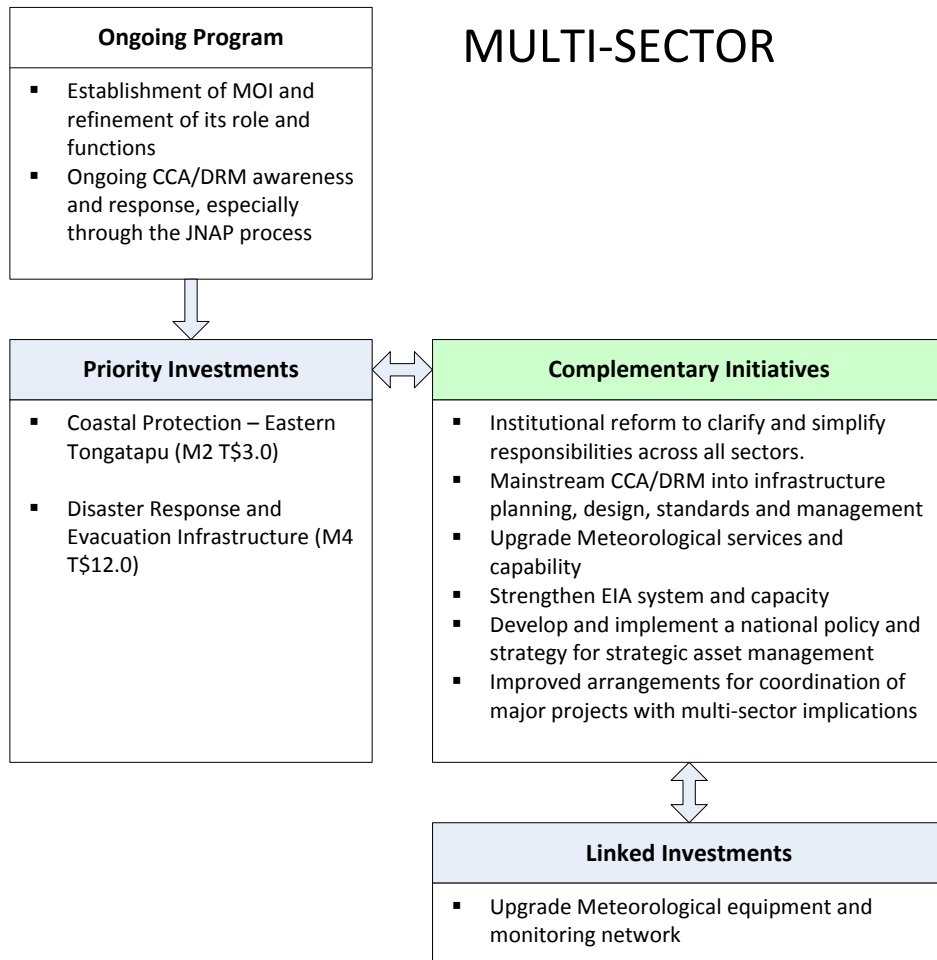 Ongoing Program
MULTI-SECTOR
▪ Establishment of MOI and
refinement of its role and
functions
▪ Ongoing CCA/DRM awareness
and response, especially
through the JNAP process
Priority Investments
▪ Coastal Protection – Eastern
Tongatapu (M2 T$3.0)
▪ Disaster Response and
Evacuation Infrastructure (M4
T$12.0)
Complementary Initiatives
▪ Institutional reform to clarify and simplify
responsibilities across all sectors.
▪ Mainstream CCA/DRM into infrastructure
planning, design, standards and management
▪ Upgrade Meteorological services and
capability
▪ Strengthen EIA system and capacity
▪ Develop and implement a national policy and
strategy for strategic asset management
▪ Improved arrangements for coordination of
major projects with multi-sector implications
Linked Investments
▪ Upgrade Meteorological equipment and
monitoring network